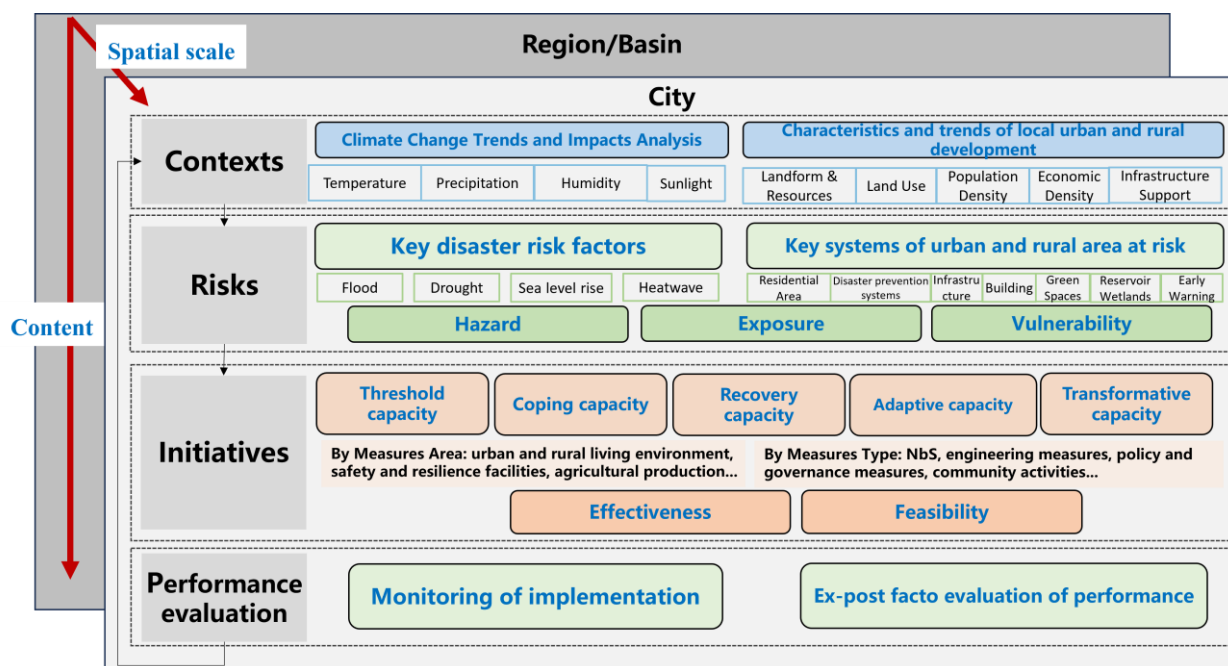 Region/Basin
Spatial scale
City
Contexts
Climate Change Trends and Impacts Analysis
Characteristics and trends of local urban and rural
development
Temperature
Precipitation
Humidity
Sunlight
Landform &
Resources
Land Use
Population
Density
Economic
Density
Infrastructure
Support
Risks
Key disaster risk factors
Key systems of urban and rural area at risk
Flood
Drought
Sea level rise
Heatwave
Residential
Area
Disaster prevention
systems
Infrastru
cture
Building
Green
Spaces
Reservoir
Wetlands
Early
Warning
Hazard
Exposure
Vulnerability
Content
Initiatives
Threshold
capacity
Coping capacity
Recovery
capacity
Adaptive capacity
Transformative
capacity
By Measures Area: urban and rural living environment,
safety and resilience facilities, agricultural production...
By Measures Type: NbS, engineering measures, policy and
governance measures, community activities...
Effectiveness
Feasibility
Performance
evaluation
Monitoring of implementation
Ex-post facto evaluation of performance